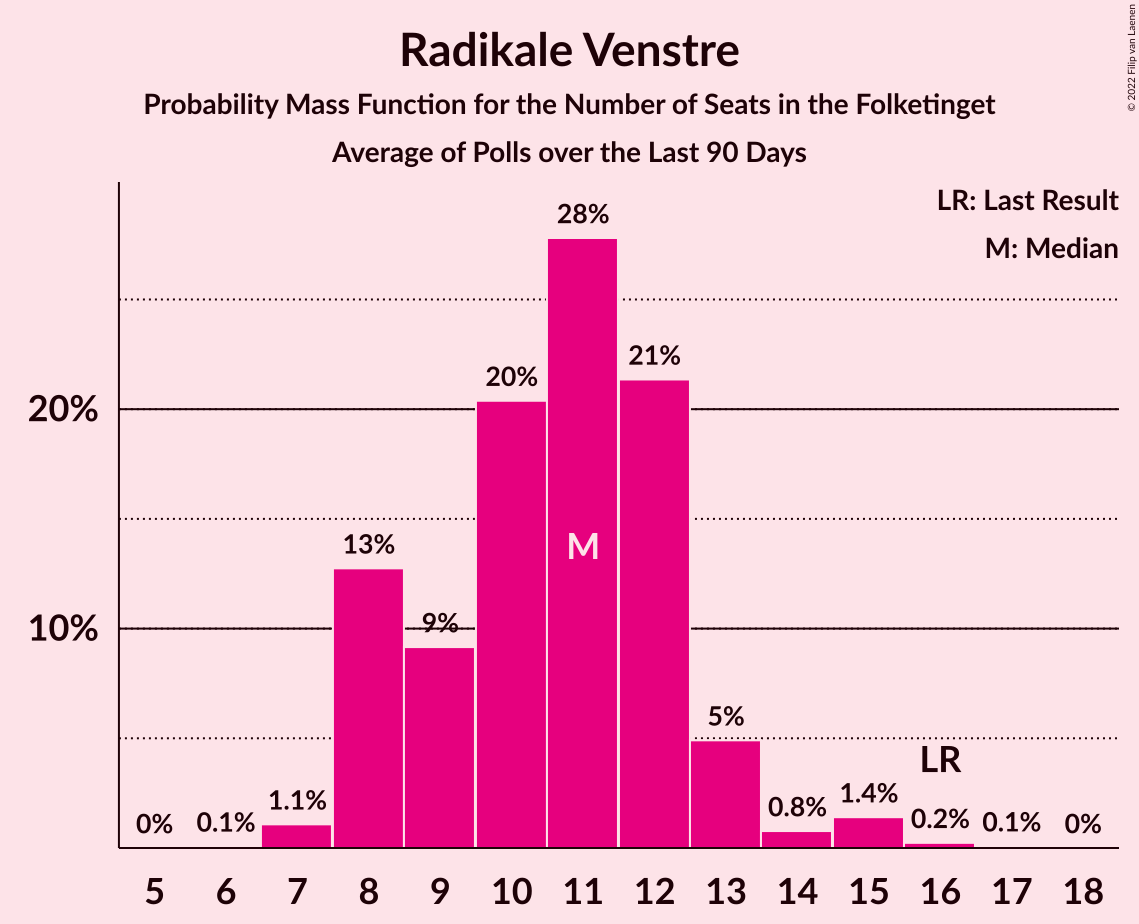 Radikale Venstre
Probability Mass Function for the Number of Seats in the Folketinget
Average of Polls over the Last 90 Days
© 2022 Filip van Laenen
LR: Last Result
M: Median
28%
21%
20%
20%
13%
M
9%
10%
5%
LR
1.1%
1.4%
0.8%
0%
0.1%
0.2%
0.1%
0%
5 6 7 8 9 10 11 12 13 14 15 16 17 18